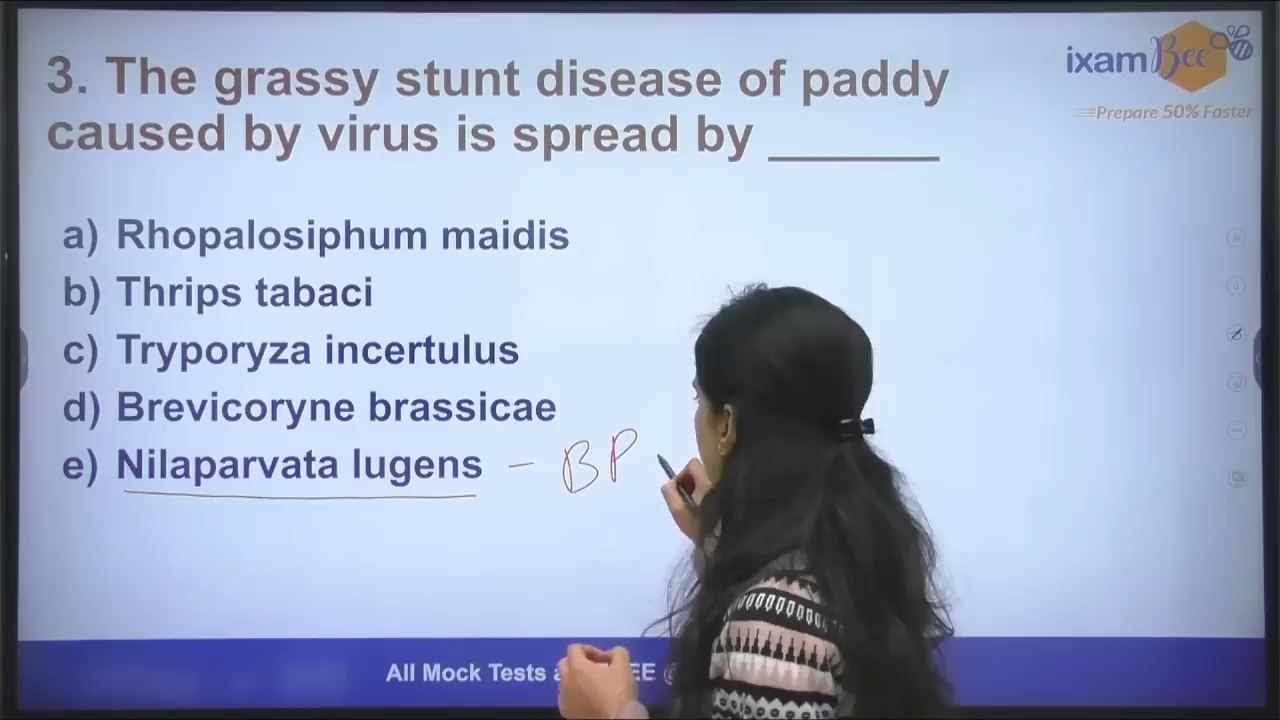 ixamBee
Prepare 50% Faster
3. The grassy stunt disease of paddy
caused by virus is spread by ______
a) Rhopalosiphum maidis
b) Thrips tabaci
c) Tryporyza incertulus
d) Brevicoryne brassicae
e) Nilaparvata lugens – BP
All Mock Tests